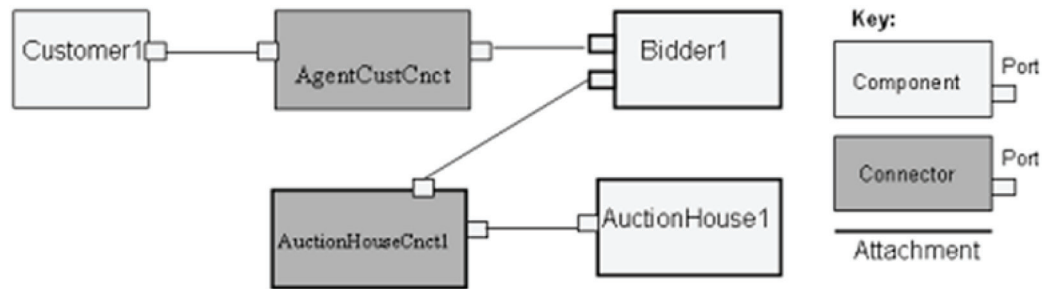 Customer1
AgentCustCnct
Bidder1
AuctionHouseCnct1
AuctionHouse1
Key:
Component
Port
Connector
Port
Attachment